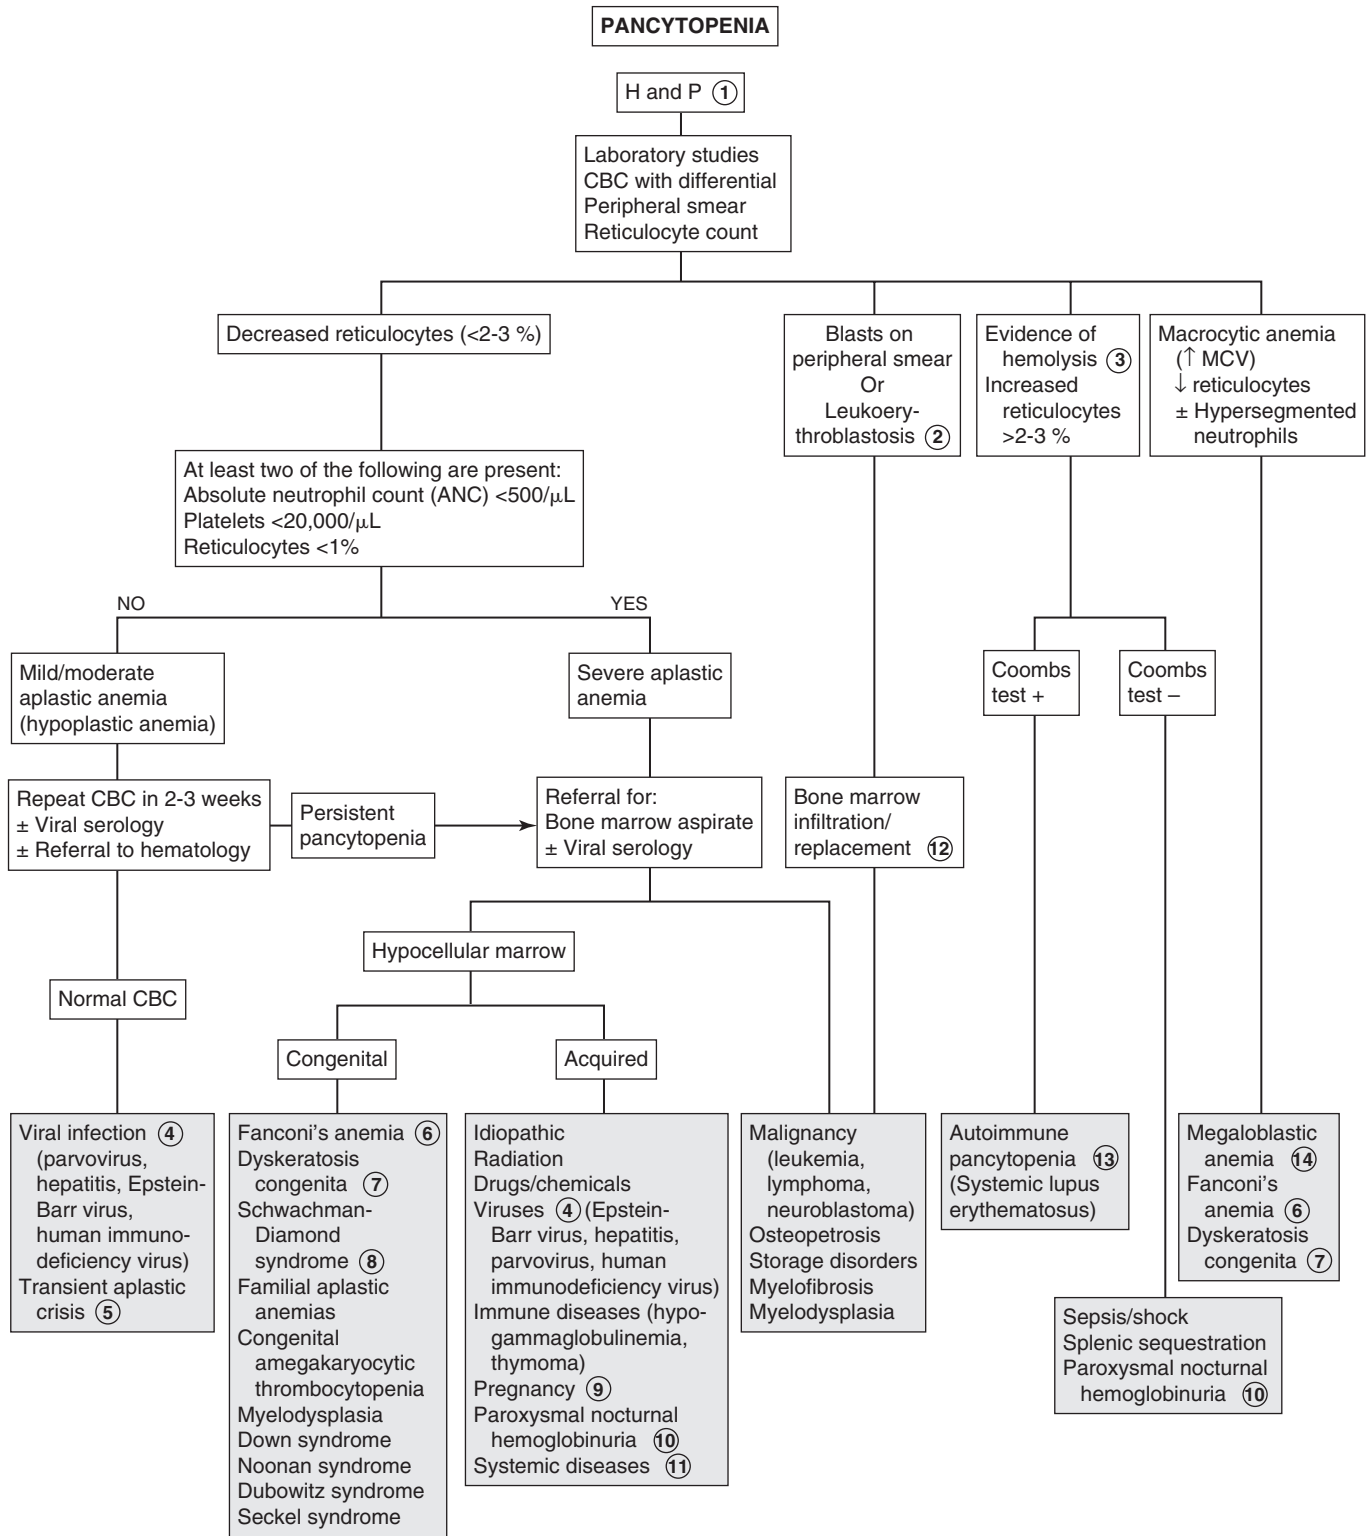 PANCYTOPENIA
H and P ①
Laboratory studies
CBC with differential
Peripheral smear
Reticulocyte count
Decreased reticulocytes (<2-3 %)
Blasts on
peripheral smear
Or
Leukoery-
throblastosis ②
Evidence of
hemolysis ③
Increased
reticulocytes
>2-3 %
Macrocytic anemia
(↑ MCV)
↓ reticulocytes
± Hypersegmented
neutrophils
At least two of the following are present:
Absolute neutrophil count (ANC) <500/μL
Platelets <20,000/μL
Reticulocytes <1%
NO
YES
Mild/moderate
aplastic anemia
(hypoplastic anemia)
Severe aplastic
anemia
Coombs
test +
Coombs
test –
Repeat CBC in 2-3 weeks
± Viral serology
± Referral to hematology
Persistent
pancytopenia
Referral for:
Bone marrow aspirate
± Viral serology
Bone marrow
infiltration/
replacement ⑫
Hypocellular marrow
Normal CBC
Congenital
Acquired
Viral infection ④
(parvovirus,
hepatitis, Epstein-
Barr virus,
human immuno-
deficiency virus)
Transient aplastic
crisis ⑤
Fanconi's anemia ⑥
Dyskeratosis
congenita ⑦
Schwachman-
Diamond
syndrome ⑧
Familial aplastic
anemias
Congenital
amegakaryocytic
thrombocytopenia
Myelodysplasia
Down syndrome
Noonan syndrome
Dubowitz syndrome
Seckel syndrome
Idiopathic
Radiation
Drugs/chemicals
Viruses ④ (Epstein-
Barr virus, hepatitis,
parvovirus, human
immunodeficiency virus)
Immune diseases (hypo-
gammaglobulinemia,
thymoma)
Pregnancy ⑨
Paroxysmal nocturnal
hemoglobinuria ⑩
Systemic diseases ⑪
Malignancy
(leukemia,
lymphoma,
neuroblastoma)
Osteopetrosis
Storage disorders
Myelofibrosis
Myelodysplasia
Autoimmune
pancytopenia ⑬
(Systemic lupus
erythematosus)
Sepsis/shock
Splenic sequestration
Paroxysmal nocturnal
hemoglobinuria ⑩
Megaloblastic
anemia ⑭
Fanconi's
anemia ⑥
Dyskeratosis
congenita ⑦